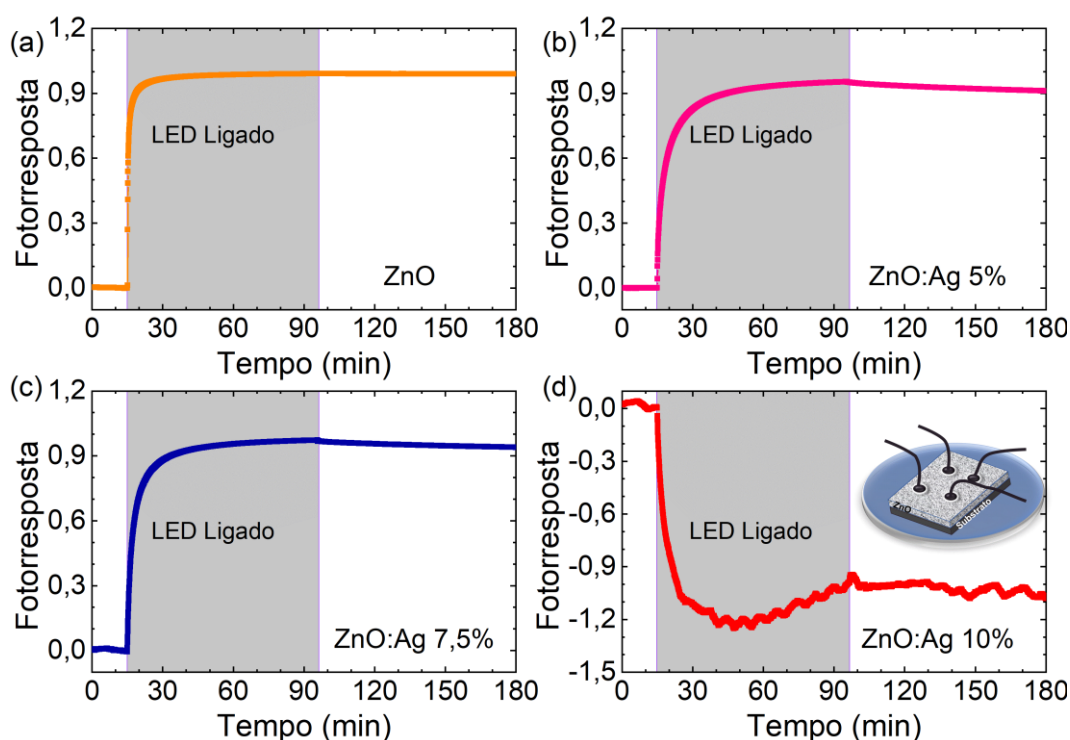 (a)
1,2
0,9
0,6
0,3
0,0
Fotorresposta
LED Ligado
ZnO
0 30 60 90 120 150 180
Tempo (min)
(b)
1,2
0,9
0,6
0,3
0,0
Fotorresposta
LED Ligado
ZnO:Ag 5%
0 30 60 90 120 150 180
Tempo (min)
(c)
1,2
0,9
0,6
0,3
0,0
Fotorresposta
LED Ligado
ZnO:Ag 7,5%
0 30 60 90 120 150 180
Tempo (min)
(d)
0,0
-0,3
-0,6
-0,9
-1,2
-1,5
Fotorresposta
LED Ligado
ZnO
Substrato
ZnO:Ag 10%
0 30 60 90 120 150 180
Tempo (min)